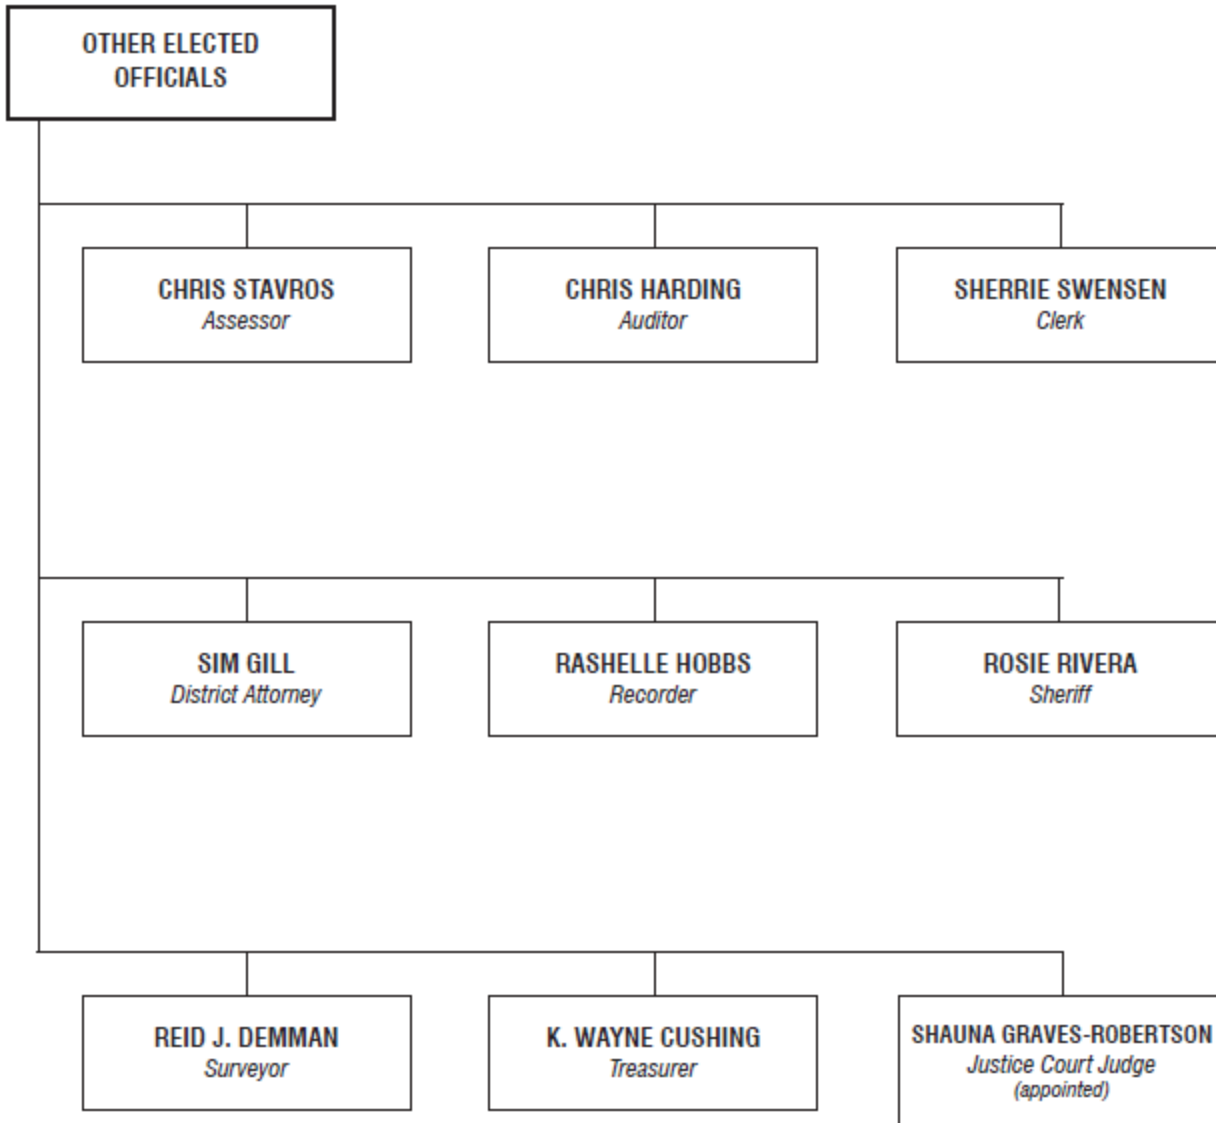 OTHER ELECTED
OFFICIALS
CHRIS STAVROS
Assessor
CHRIS HARDING
Auditor
SHERRIE SWENSEN
Clerk
SIM GILL
District Attorney
RASHELLE HOBBS
Recorder
ROSIE RIVERA
Sheriff
REID J. DEMMAN
Surveyor
K. WAYNE CUSHING
Treasurer
SHAUNA GRAVES-ROBERTSON
Justice Court Judge
(appointed)